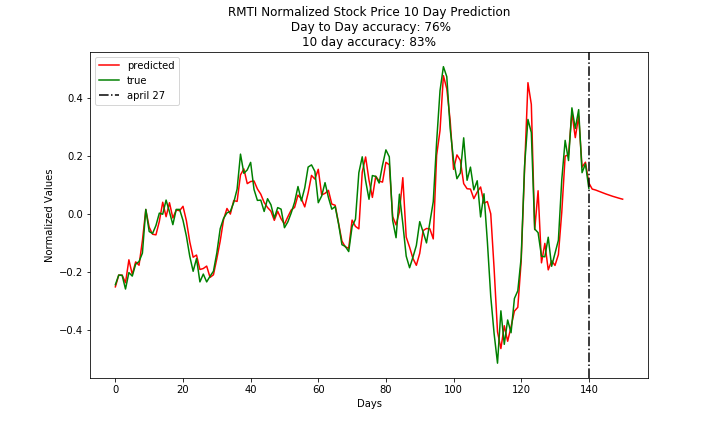 RMTI Normalized Stock Price 10 Day Prediction
Day to Day accuracy: 76%
10 day accuracy: 83%
predicted
true
april 27
Normalized Values
0.4
0.2
0.0
−0.2
−0.4
0 20 40 60 80 100 120 140
Days